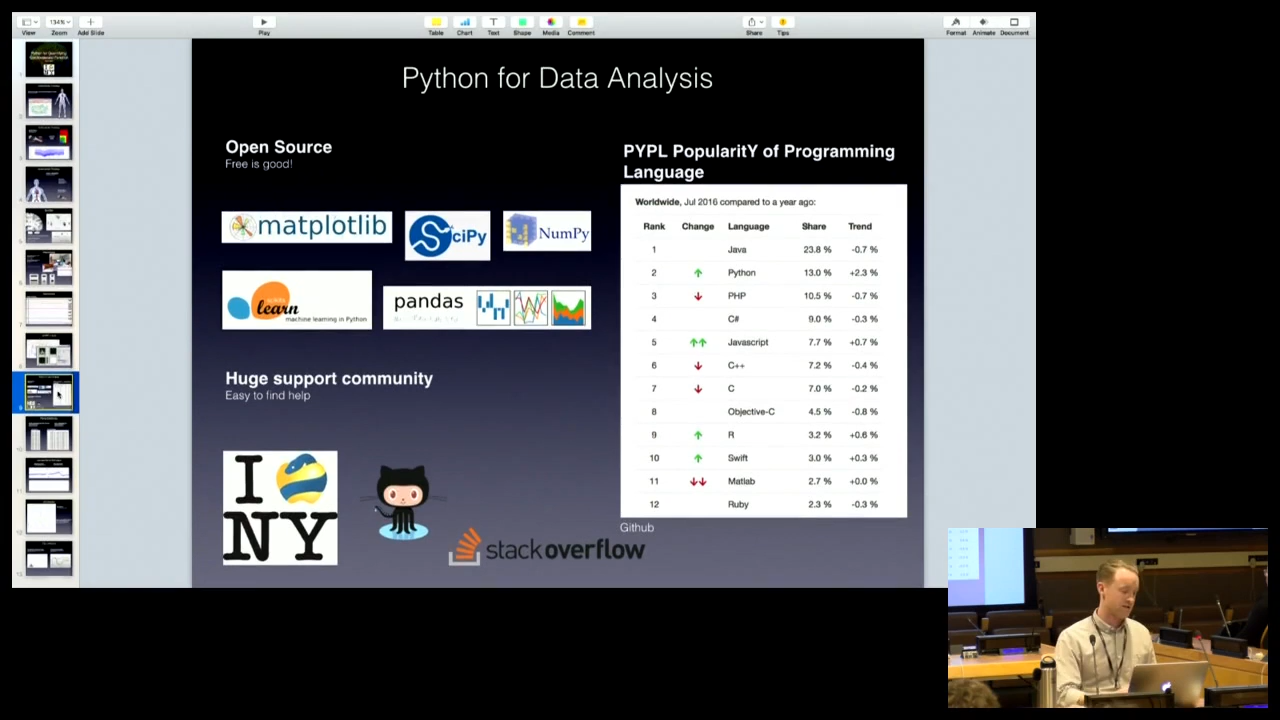 134%
View
Zoom
Add Slide
Play
Table
Chart
Text
Shape
Media
Comment
Share
Tips
Format
Animate
Document
Python for Data Analysis
Open Source
Free is good!
matplotlib
SciPy
NumPy
scikits
learn
machine learning in Python
pandas
Huge support community
Easy to find help
I
NY
stackoverflow
PYPL PopularitY of Programming
Language
Worldwide, Jul 2016 compared to a year ago:
Rank Change Language Share Trend
1 Java 23.8 % -0.7 %
2 ↑ Python 13.0 % +2.3 %
3 ↓ PHP 10.5 % -0.7 %
4 C# 9.0 % -0.3 %
5 ↑↑ Javascript 7.7 % +0.7 %
6 ↓ C++ 7.2 % -0.4 %
7 ↓ C 7.0 % -0.2 %
8 Objective-C 4.5 % -0.8 %
9 ↑ R 3.2 % +0.6 %
10 ↑ Swift 3.0 % +0.3 %
11 ↓↓ Matlab 2.7 % +0.0 %
12 Ruby 2.3 % -0.3 %
Github